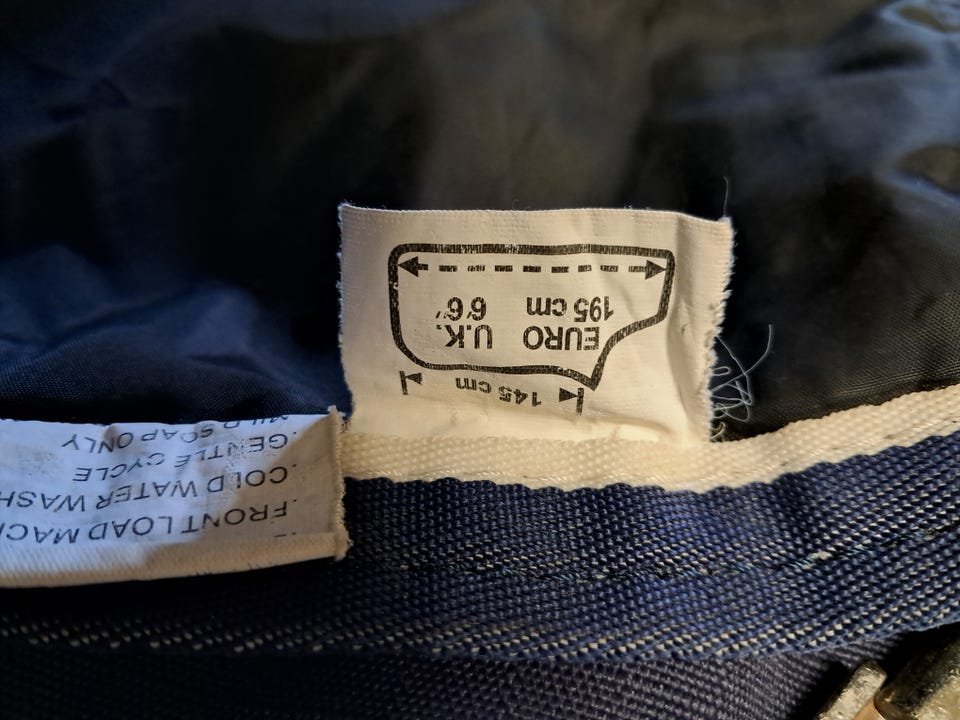 145 cm
EURO U.K.
195 cm 6'6"
FRONT LOAD
COLD WATER WASH
GENTLE CYCLE
MILD SOAP ONLY